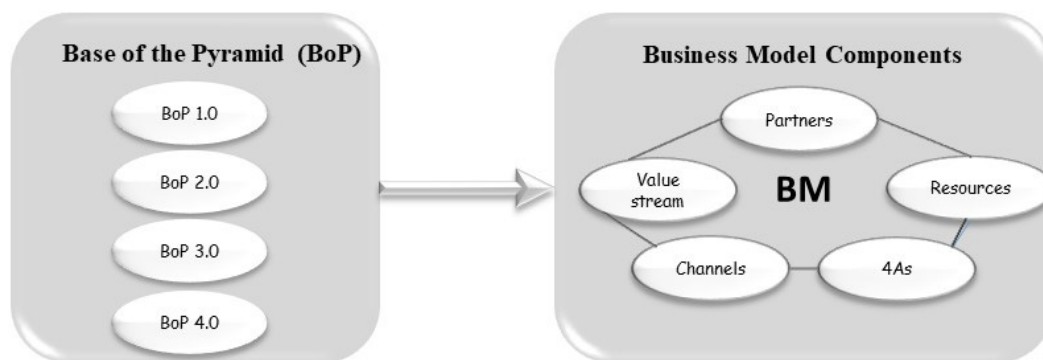 Base of the Pyramid (BoP)
BoP 1.0
BoP 2.0
BoP 3.0
BoP 4.0
Business Model Components
Partners
Value
stream
BM
Resources
Channels
4As